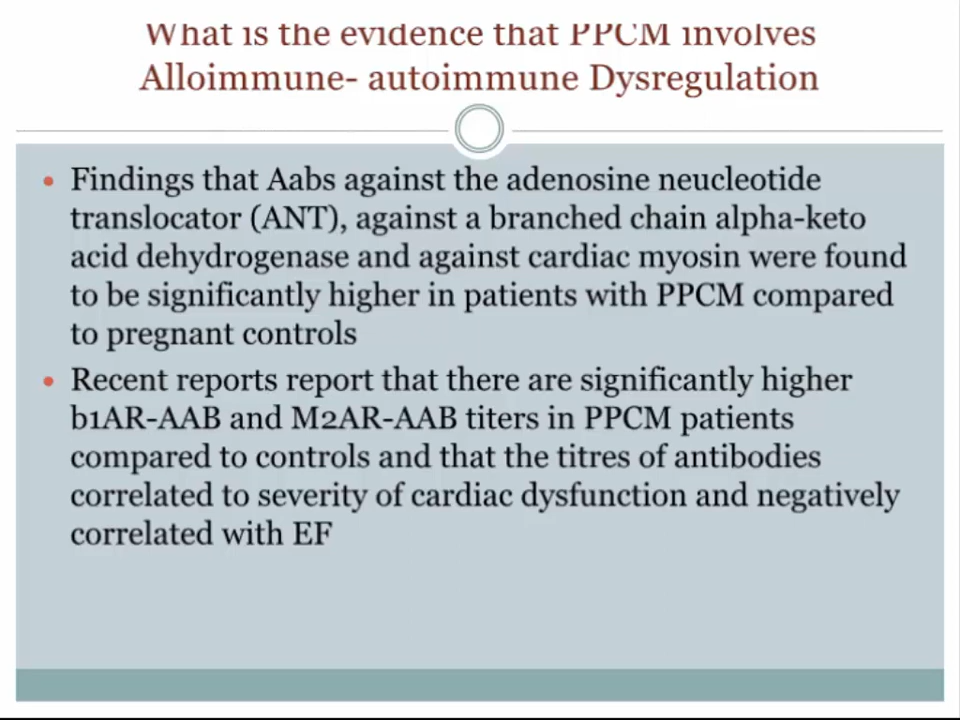 What is the evidence that PPCM involves
Alloimmune- autoimmune Dysregulation
• Findings that Aabs against the adenosine neucleotide
translocator (ANT), against a branched chain alpha-keto
acid dehydrogenase and against cardiac myosin were found
to be significantly higher in patients with PPCM compared
to pregnant controls
• Recent reports report that there are significantly higher
b1AR-AAB and M2AR-AAB titers in PPCM patients
compared to controls and that the titres of antibodies
correlated to severity of cardiac dysfunction and negatively
correlated with EF